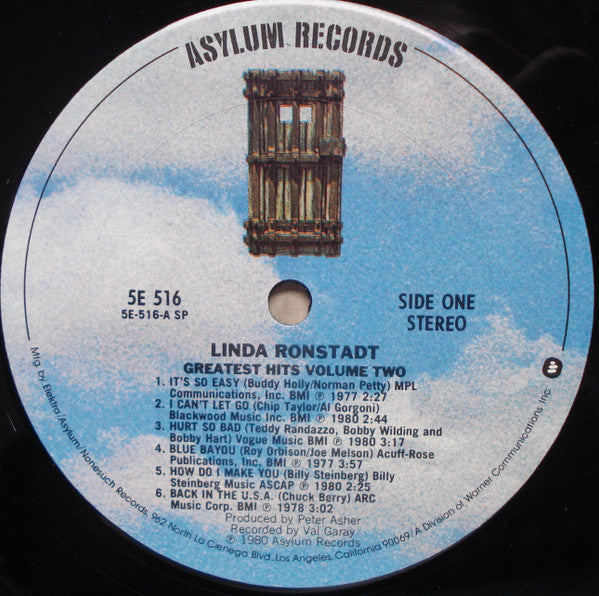 ASYLUM RECORDS
5E 516
5E-516-A SP
SIDE ONE
STEREO
LINDA RONSTADT
GREATEST HITS VOLUME TWO
1. IT'S SO EASY (Buddy Holly/Norman Petty) MPL
Communications, Inc. BMI ℗ 1977 2:27
2. I CAN'T LET GO (Chip Taylor/Al Gorgoni)
Blackwood Music Inc. BMI ℗ 1980 2:44
3. HURT SO BAD (Teddy Randazzo, Bobby Wilding and
Bobby Hart) Vogue Music BMI ℗ 1980 3:17
4. BLUE BAYOU (Roy Orbison/Joe Melson) Acuff-Rose
Publications, Inc. BMI ℗ 1977 3:57
5. HOW DO I MAKE YOU (Billy Steinberg) Billy
Steinberg Music ASCAP ℗ 1980 2:25
6. BACK IN THE U.S.A. (Chuck Berry) ARC
Music Corp. BMI ℗ 1978 3:02
Produced by Peter Asher
Recorded by Val Garay
℗ 1980 Asylum Records
Mfg. by Elektra/Asylum/Nonesuch Records, 962 North La Cienega Blvd., Los Angeles, California 90069/A Division of Warner Communications Inc.